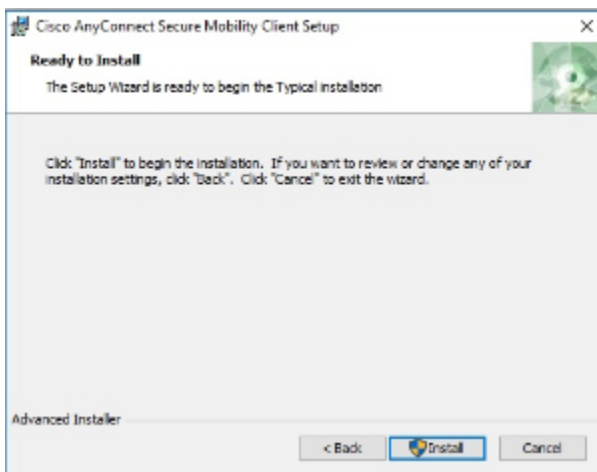 Cisco AnyConnect Secure Mobility Client Setup
Ready to Install
The Setup Wizard is ready to begin the Typical installation
Click "Install" to begin the installation. If you want to review or change any of your
installation settings, click "Back". Click "Cancel" to exit the wizard.
Advanced Installer
< Back Install Cancel